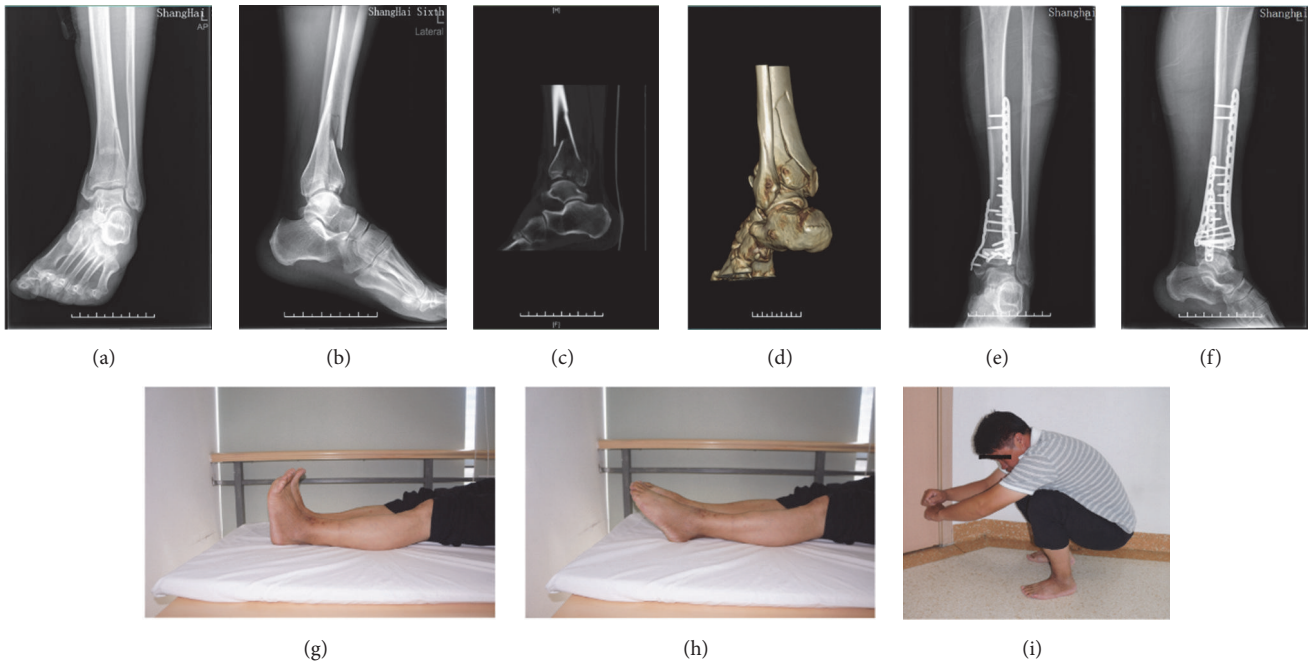 ShangHai
AP
ShangHai Sixth
Lateral
[H]
[F]
[H]
[F]
Shanghai
Shanghai
(a)
(b)
(c)
(d)
(e)
(f)
(g)
(h)
(i)